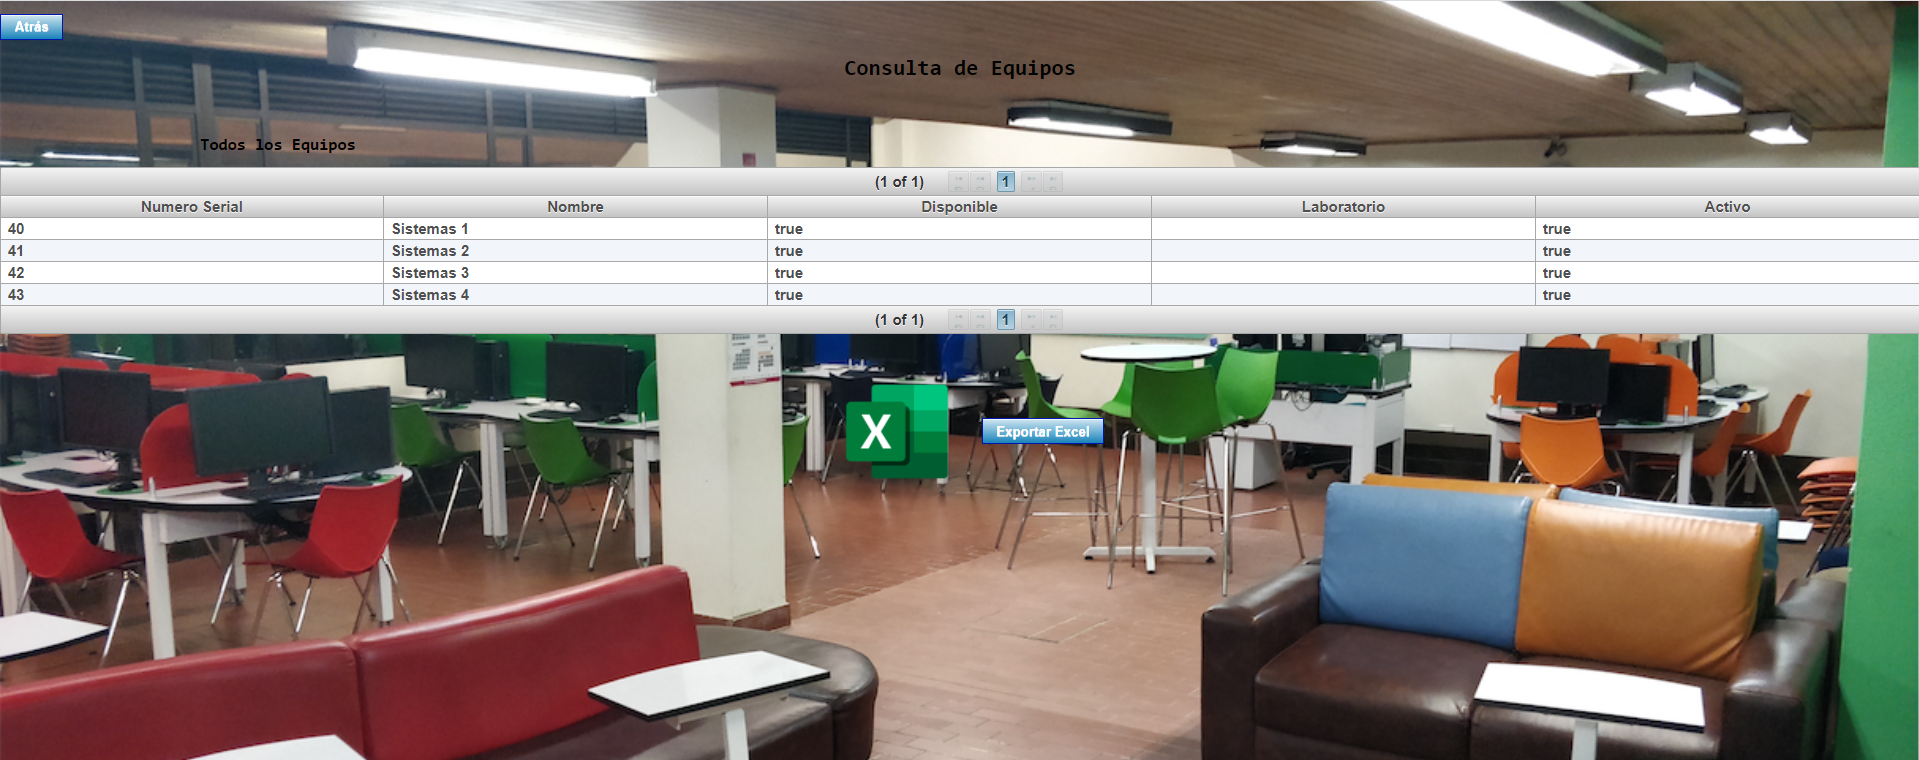 Atrás
Consulta de Equipos
Todos los Equipos
(1 of 1) 1
Numero Serial Nombre Disponible Laboratorio Activo
40 Sistemas 1 true true
41 Sistemas 2 true true
42 Sistemas 3 true true
43 Sistemas 4 true true
(1 of 1) 1
X Exportar Excel